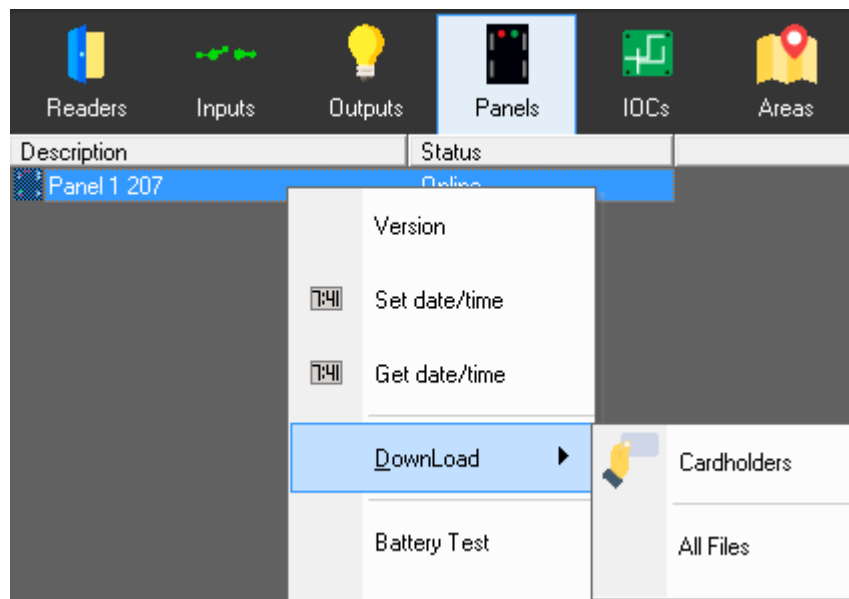 Readers Inputs Outputs Panels IOCs Areas
Description Status
Panel 1 207 Online
Version
7:41 Set date/time
7:41 Get date/time
DownLoad Cardholders
All Files
Battery Test